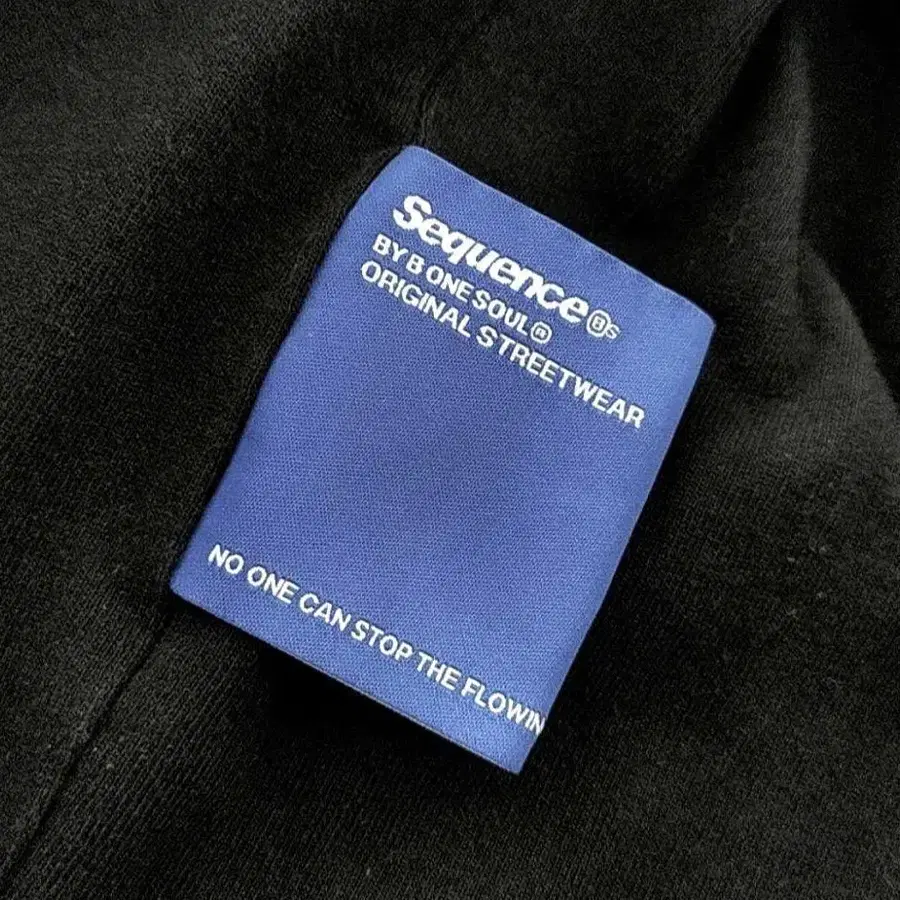 Sequence®S
BY B ONE SOUL®
ORIGINAL STREETWEAR
NO ONE CAN STOP THE FLOWIN